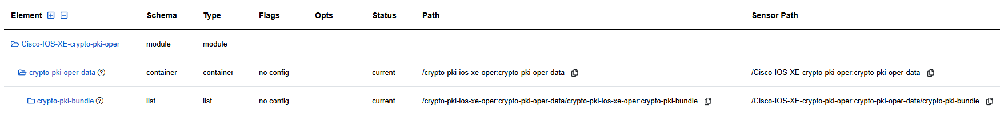 Element Schema Type Flags Opts Status Path Sensor Path
Cisco-IOS-XE-crypto-pki-oper module module
crypto-pki-oper-data ? container container no config current /crypto-pki-ios-xe-oper:crypto-pki-oper-data /Cisco-IOS-XE-crypto-pki-oper:crypto-pki-oper-data
crypto-pki-bundle ? list list no config current /crypto-pki-ios-xe-oper:crypto-pki-oper-data/crypto-pki-ios-xe-oper:crypto-pki-bundle /Cisco-IOS-XE-crypto-pki-oper:crypto-pki-oper-data/crypto-pki-bundle